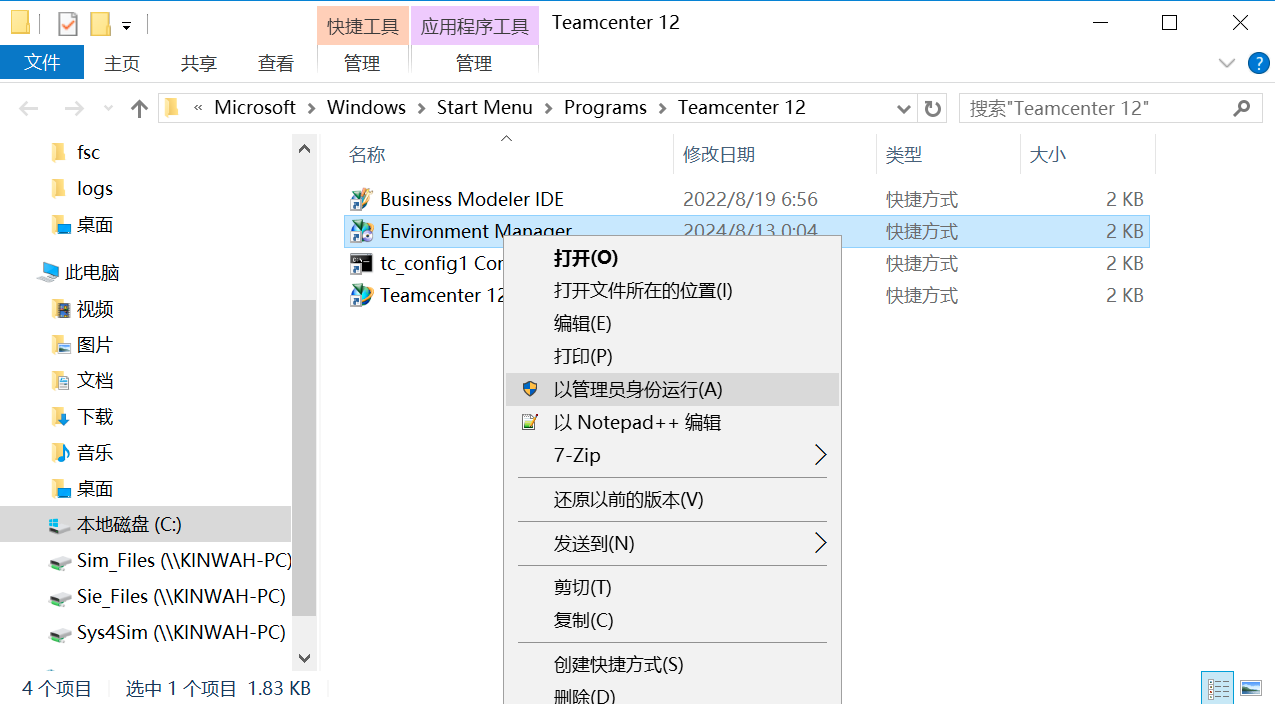 快捷工具 应用程序工具 Teamcenter 12
文件 主页 共享 查看 管理 管理
« Microsoft > Windows > Start Menu > Programs > Teamcenter 12 搜索"Teamcenter 12"
fsc
logs
桌面
此电脑
视频
图片
文档
下载
音乐
桌面
本地磁盘 (C:)
Sim_Files (\\KINWAH-PC)
Sie_Files (\\KINWAH-PC)
Sys4Sim (\\KINWAH-PC)
名称 修改日期 类型 大小
Business Modeler IDE 2022/8/19 6:56 快捷方式 2 KB
Environment Manager 2024/8/13 0:04 快捷方式 2 KB
tc_config1 Cor 快捷方式 2 KB
Teamcenter 12 快捷方式 2 KB
打开(O)
打开文件所在的位置(I)
编辑(E)
打印(P)
以管理员身份运行(A)
以 Notepad++ 编辑
7-Zip
还原以前的版本(V)
发送到(N)
剪切(T)
复制(C)
创建快捷方式(S)
删除(D)
4 个项目 选中 1 个项目 1.83 KB